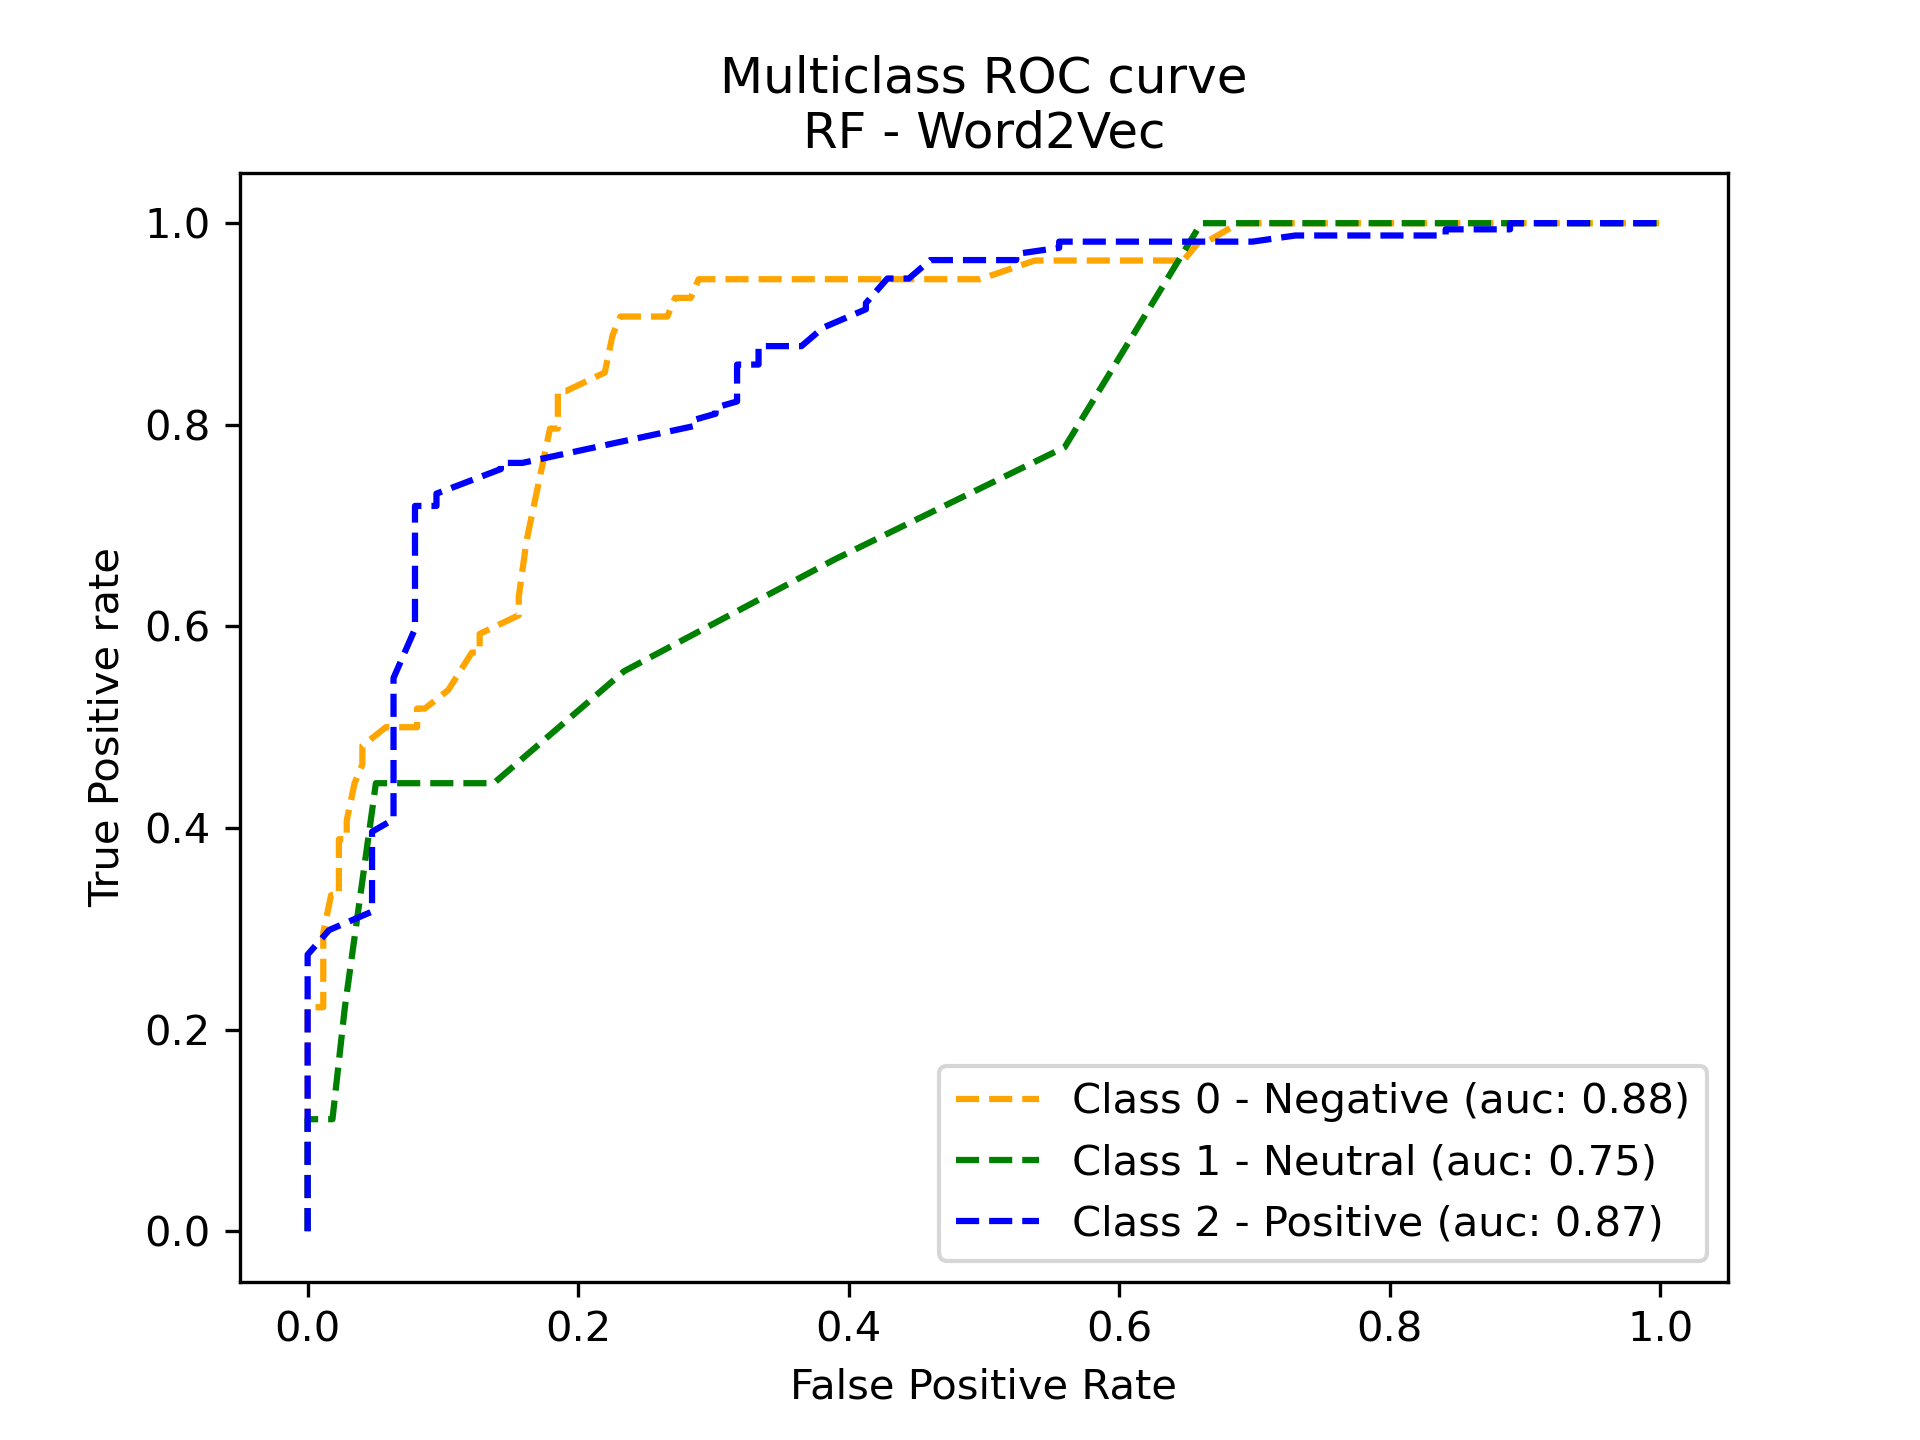 Multiclass ROC curve
RF - Word2Vec
True Positive rate
1.0
0.8
0.6
0.4
0.2
0.0
Class 0 - Negative (auc: 0.88)
Class 1 - Neutral (auc: 0.75)
Class 2 - Positive (auc: 0.87)
0.0 0.2 0.4 0.6 0.8 1.0
False Positive Rate